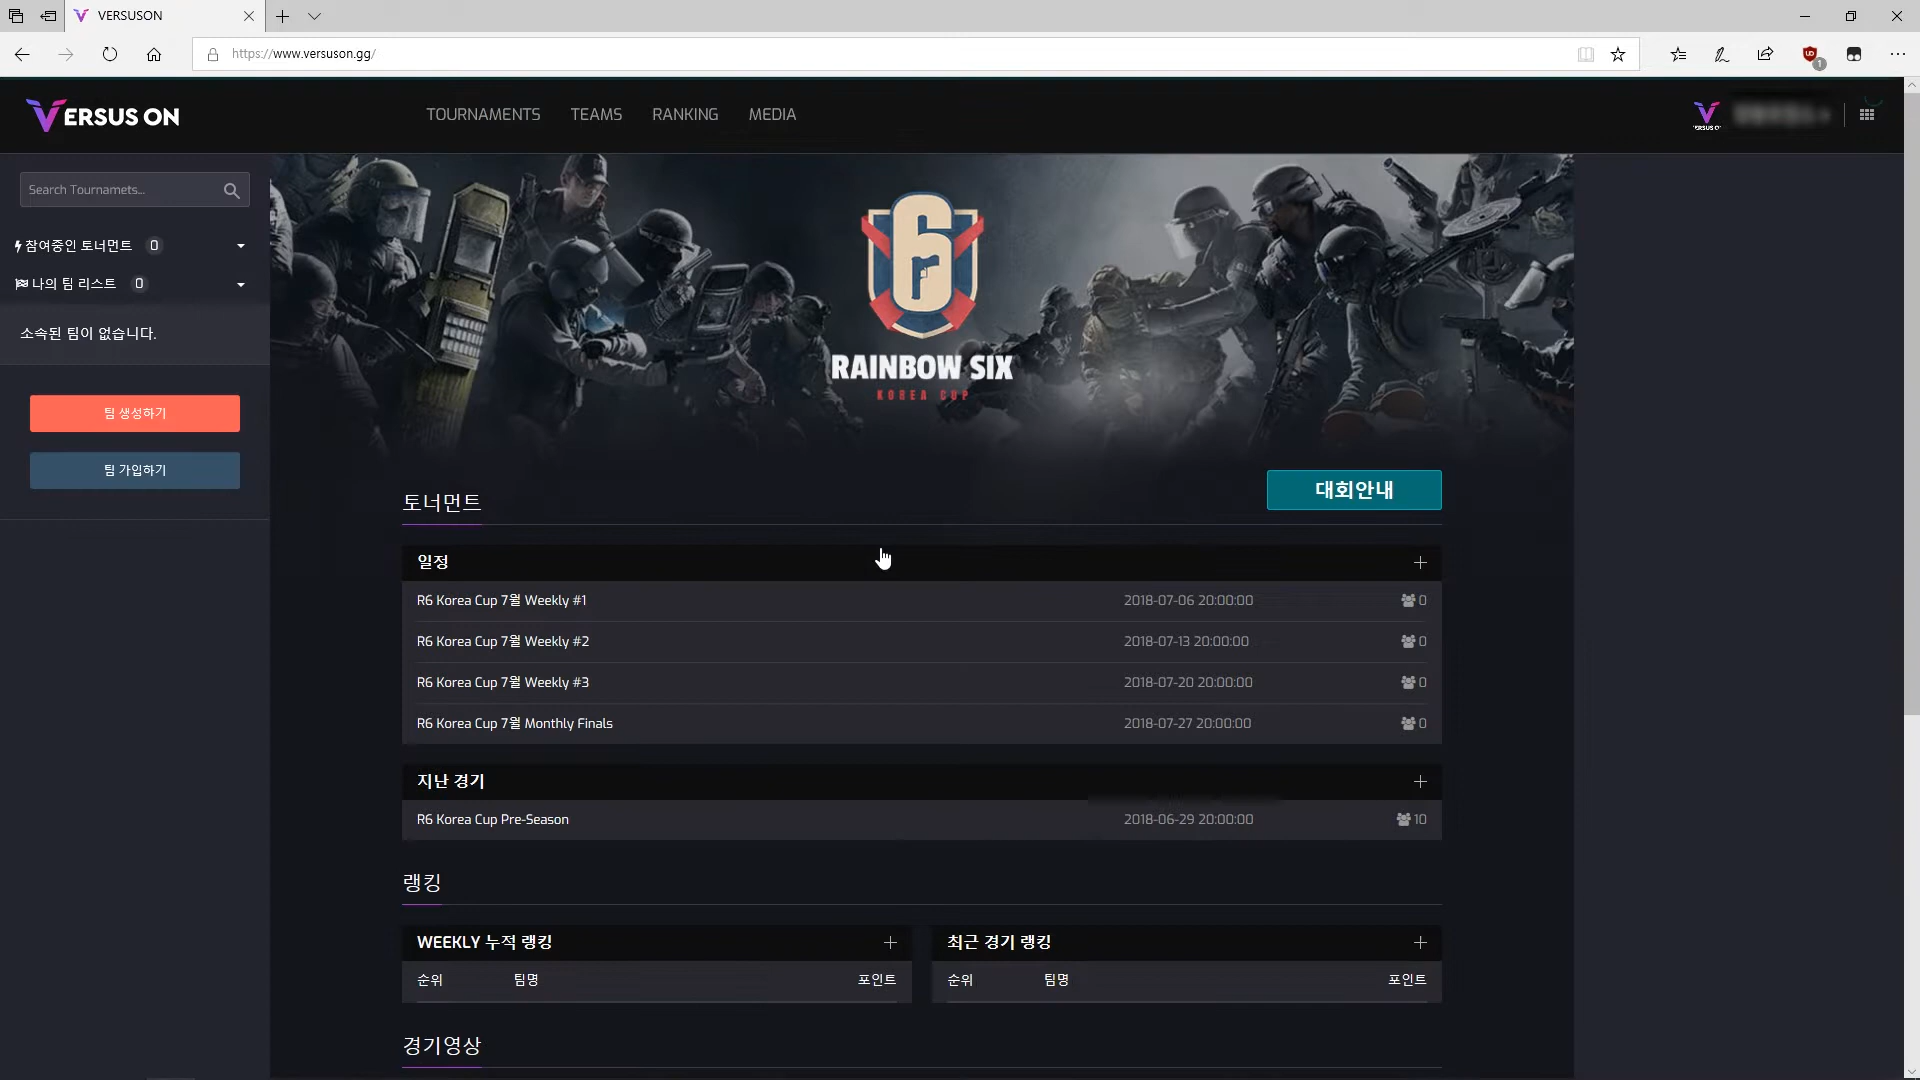 VERSUSON
https://www.versuson.gg/
VERSUS ON
TOURNAMENTS TEAMS RANKING MEDIA
VERSUS ON
Search Tournamets...
참여중인 토너먼트 0
나의 팀 리스트 0
소속된 팀이 없습니다.
팀 생성하기
팀 가입하기
6
RAINBOW SIX
KOREA CUP
대회안내
토너먼트
일정
R6 Korea Cup 7월 Weekly #1 2018-07-06 20:00:00 0
R6 Korea Cup 7월 Weekly #2 2018-07-13 20:00:00 0
R6 Korea Cup 7월 Weekly #3 2018-07-20 20:00:00 0
R6 Korea Cup 7월 Monthly Finals 2018-07-27 20:00:00 0
지난 경기
R6 Korea Cup Pre-Season 2018-06-29 20:00:00 10
랭킹
WEEKLY 누적 랭킹
순위 팀명 포인트
최근 경기 랭킹
순위 팀명 포인트
경기영상